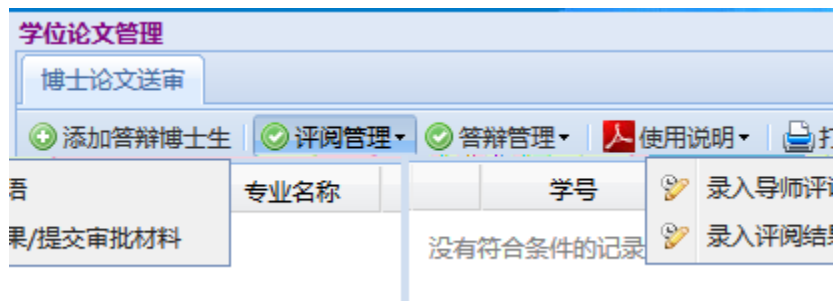 学位论文管理
博士论文送审
添加答辩博士生 评阅管理 答辩管理 使用说明
语 专业名称 学号 录入导师评
果/提交审批材料 没有符合条件的记录 录入评阅结果